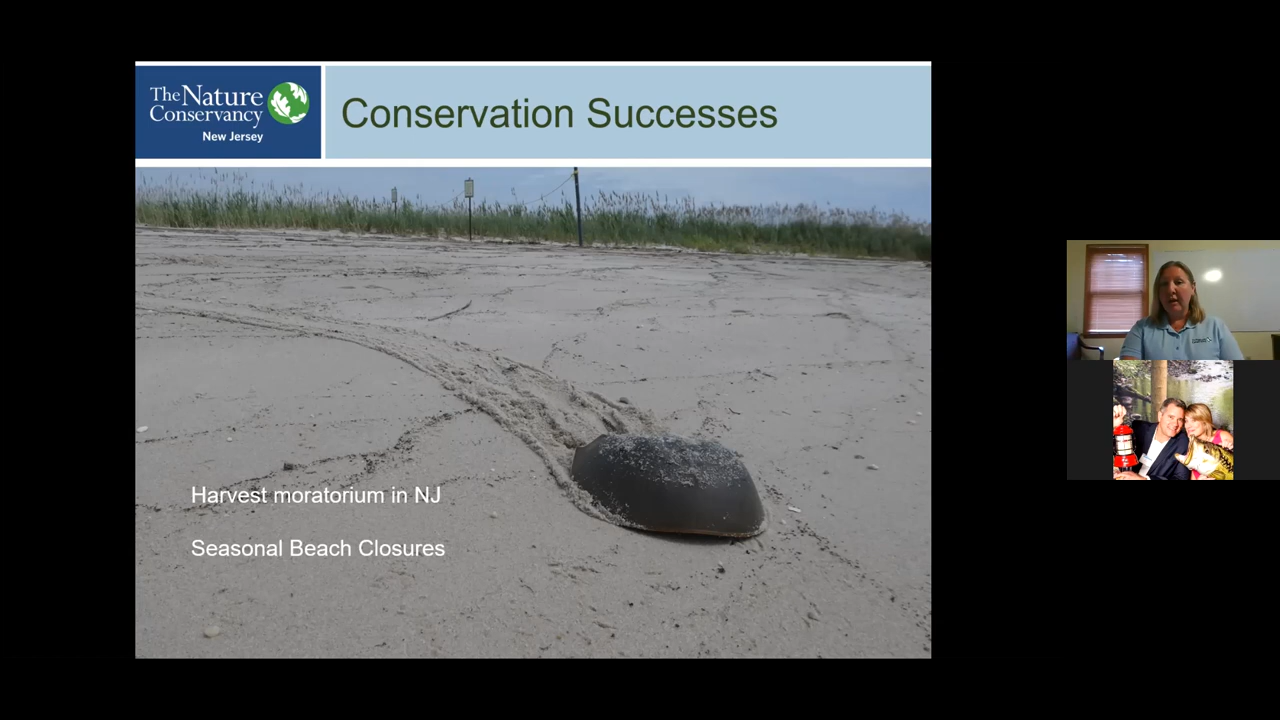 The Nature
Conservancy
New Jersey
Conservation Successes
Harvest moratorium in NJ
Seasonal Beach Closures